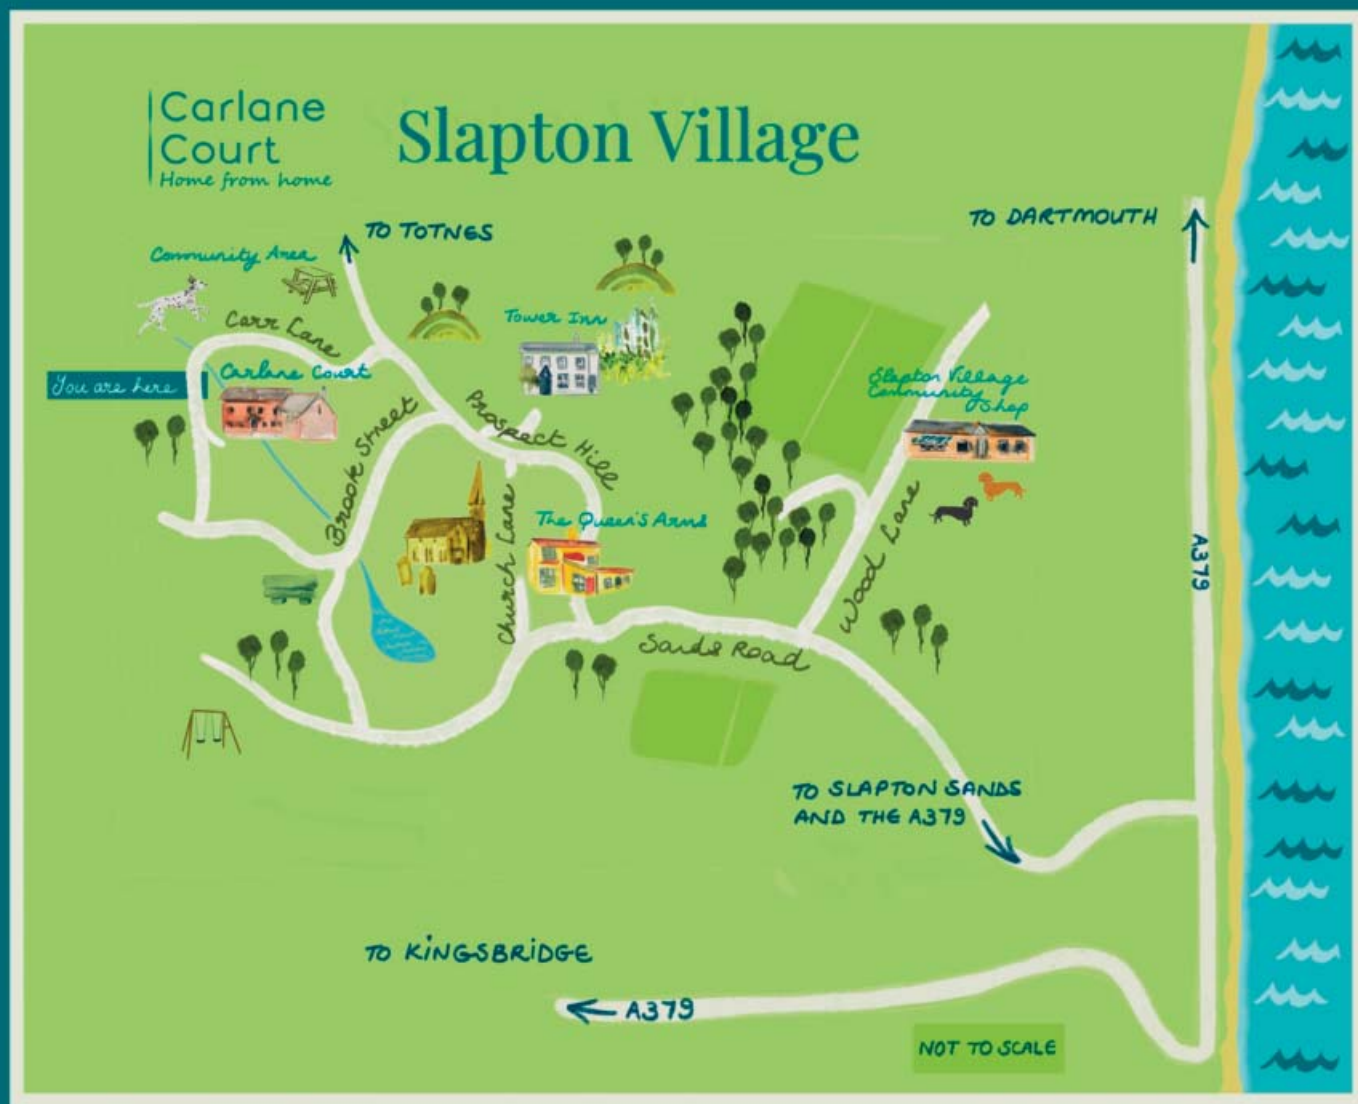 Carlane
Court
Home from home
Slapton Village
TO TOTNES
TO DARTMOUTH
Community Area
Carr Lane
Tower Inn
You are here
Carlane Court
Brook Street
Prospect Hill
Slapton Village
Community
Shop
Church Lane
The Queen's Arms
Wood Lane
A379
Sands Road
TO SLAPTON SANDS
AND THE A379
TO KINGSBRIDGE
A379
NOT TO SCALE